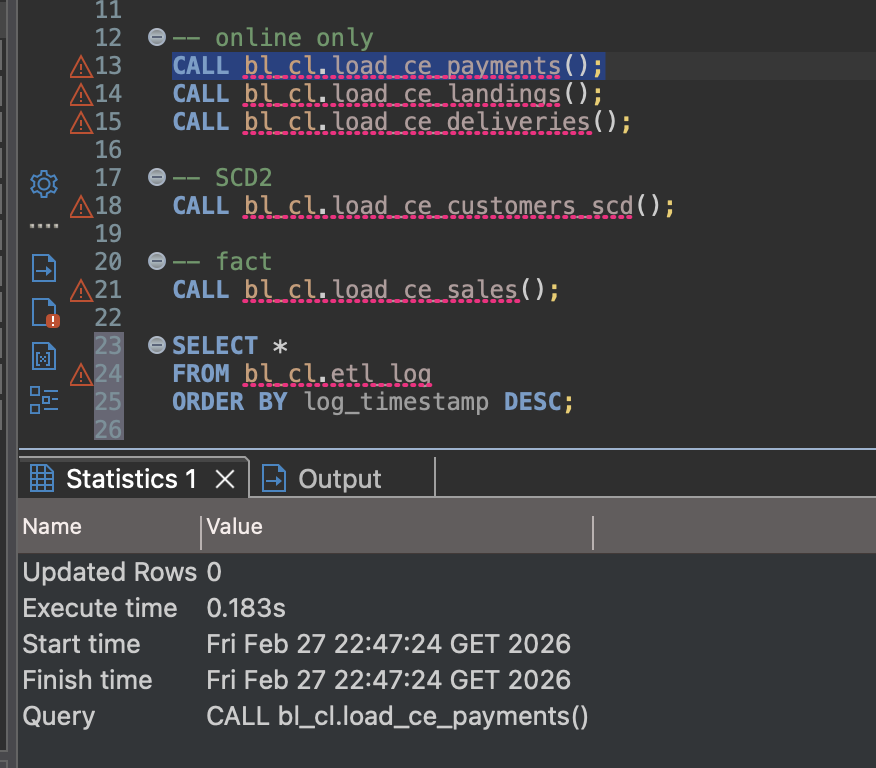 11
12 -- online only
13 CALL bl_cl.load_ce_payments();
14 CALL bl_cl.load_ce_landings();
15 CALL bl_cl.load_ce_deliveries();
16
17 -- SCD2
18 CALL bl_cl.load_ce_customers_scd();
19
20 -- fact
21 CALL bl_cl.load_ce_sales();
22
23 SELECT *
24 FROM bl_cl.etl_log
25 ORDER BY log_timestamp DESC;
26
Statistics 1 Output
Name Value
Updated Rows 0
Execute time 0.183s
Start time Fri Feb 27 22:47:24 GET 2026
Finish time Fri Feb 27 22:47:24 GET 2026
Query CALL bl_cl.load_ce_payments()